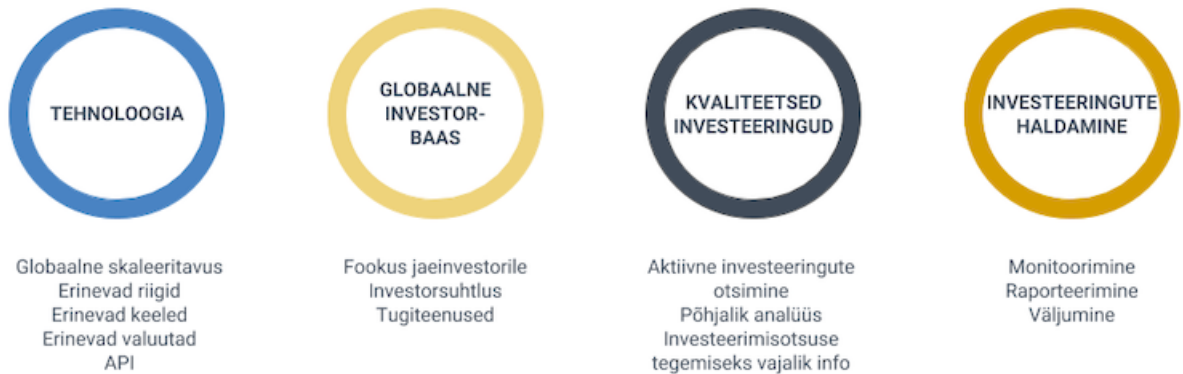 TEHNOLOOGIA
Globaalne skaleeritavus
Erinevad riigid
Erinevad keeled
Erinevad valuutad
API
GLOBAALNE
INVESTOR-
BAAS
Fookus jaeinvestorile
Investorsuhtlus
Tugiteenused
KVALITEETSED
INVESTEERINGUD
Aktiivne investeeringute
otsimine
Põhjalik analüüs
Investeerimisotsuse
tegemiseks vajalik info
INVESTEERINGUTE
HALDAMINE
Monitoorimine
Raporteerimine
Väljumine